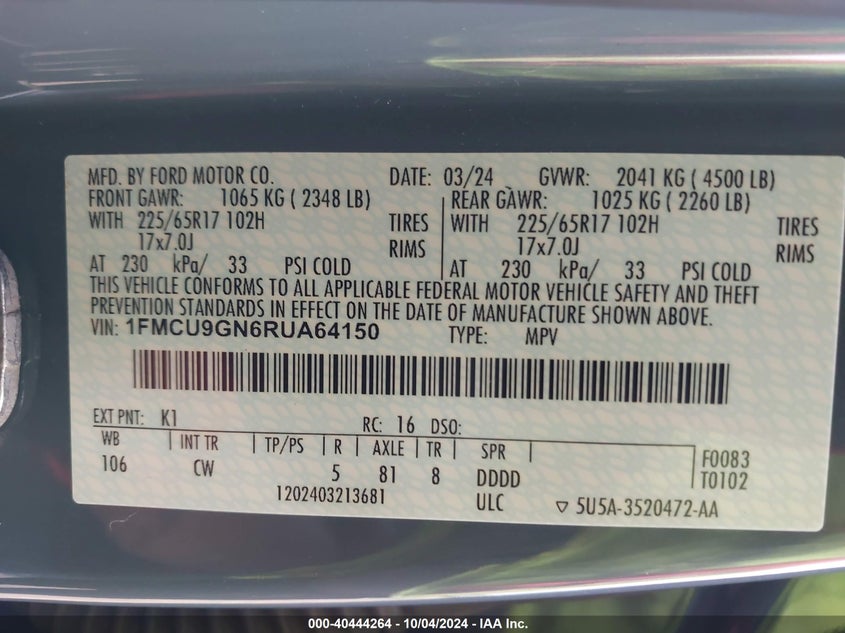 MFD. BY FORD MOTOR CO. DATE: 03/24 GVWR: 2041 KG ( 4500 LB)
FRONT GAWR: 1065 KG ( 2348 LB) REAR GAWR: 1025 KG ( 2260 LB)
WITH 225/65R17 102H TIRES WITH 225/65R17 102H TIRES
17x7.0J RIMS 17x7.0J RIMS
AT 230 kPa/ 33 PSI COLD AT 230 kPa/ 33 PSI COLD
THIS VEHICLE CONFORMS TO ALL APPLICABLE FEDERAL MOTOR VEHICLE SAFETY AND THEFT
PREVENTION STANDARDS IN EFFECT ON THE DATE OF MANUFACTURE SHOWN ABOVE.
VIN: 1FMCU9GN6RUA64150 TYPE: MPV
EXT PNT: K1 RC: 16 DSO:
WB INT TR TP/PS R AXLE TR SPR F0083
106 CW 5 81 8 DDDD T0102
1202403213681 ULC ▽ 5U5A-3520472-AA
000-40444264 - 10/04/2024 - IAA Inc.